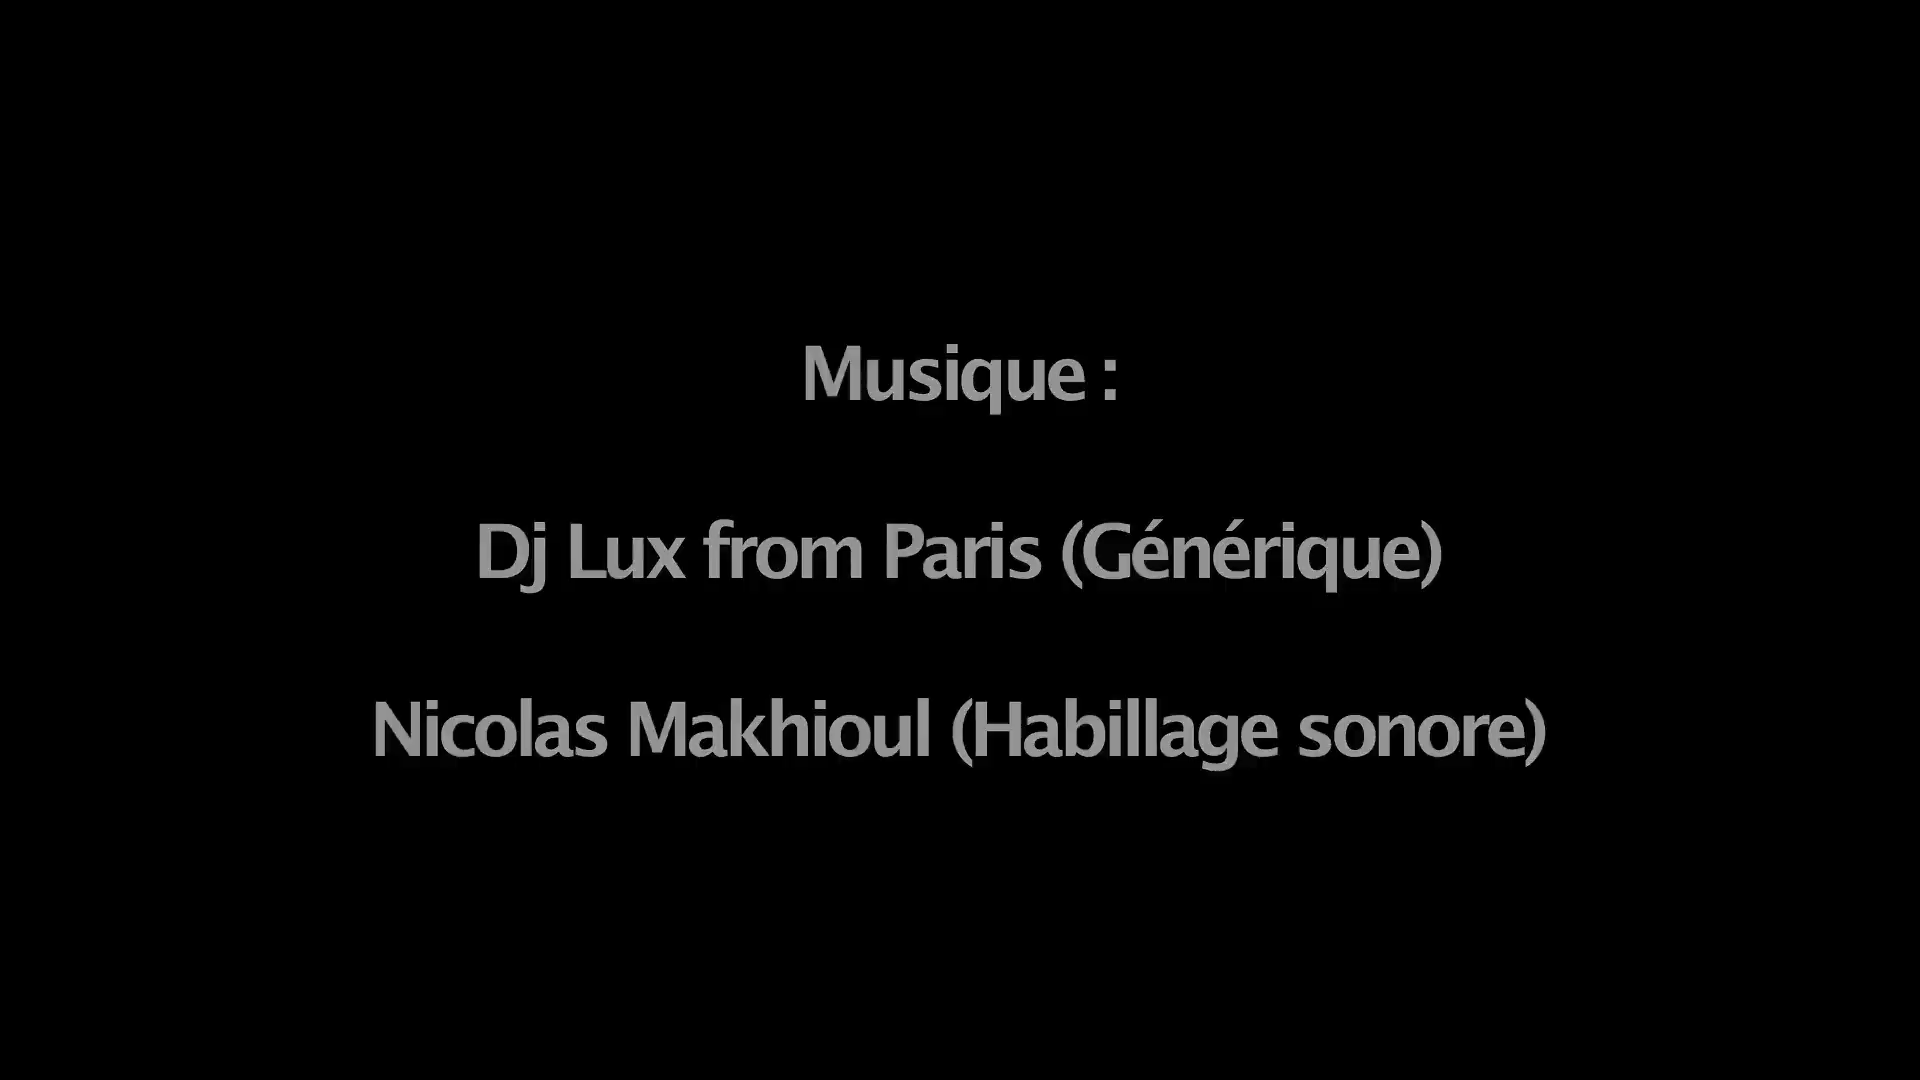 Musique :
Dj Lux from Paris (Générique)
Nicolas Makhioul (Habillage sonore)